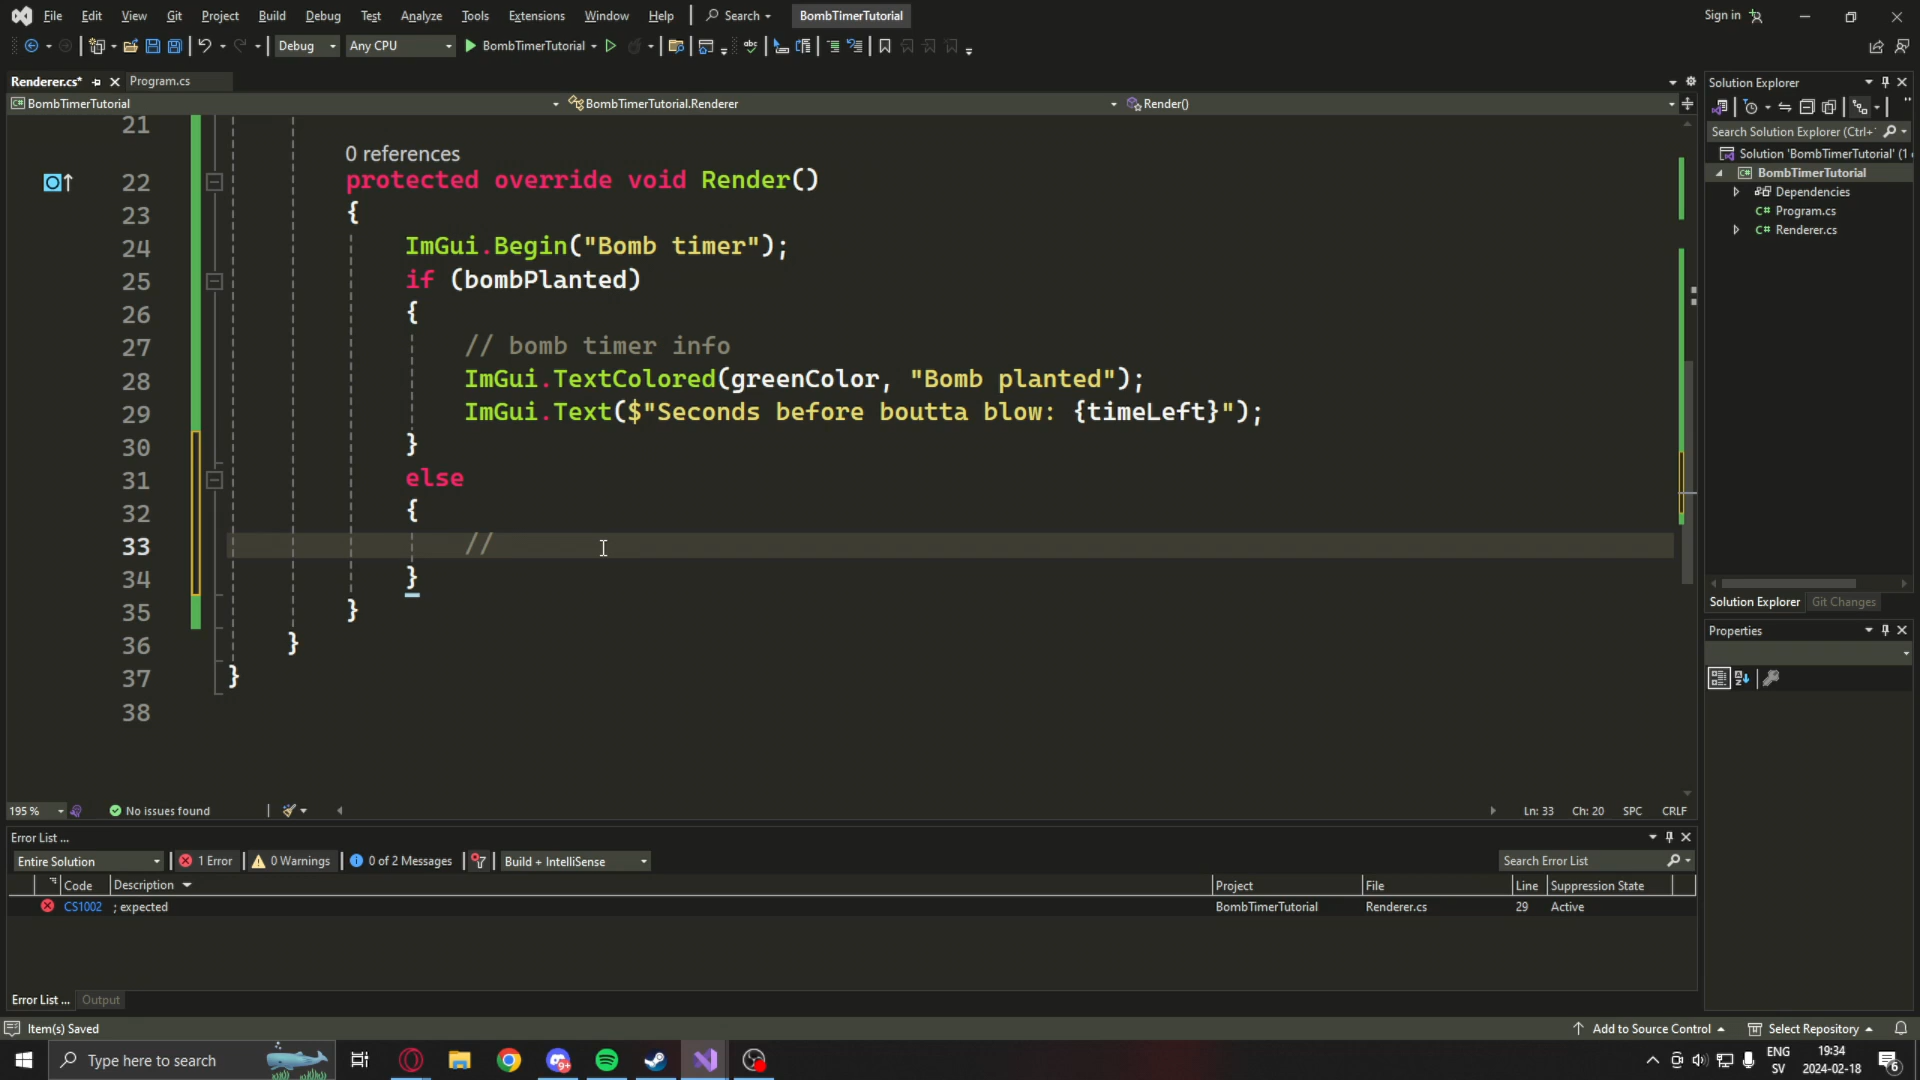 File Edit View Git Project Build Debug Test Analyze Tools Extensions Window Help Search BombTimerTutorial Sign in
Debug Any CPU BombTimerTutorial
Renderer.cs* Program.cs
BombTimerTutorial BombTimerTutorial.Renderer Render()
21
0 references
22 protected override void Render()
23 {
24 ImGui.Begin("Bomb timer");
25 if (bombPlanted)
26 {
27 // bomb timer info
28 ImGui.TextColored(greenColor, "Bomb planted");
29 ImGui.Text($"Seconds before boutta blow: {timeLeft}");
30 }
31 else
32 {
33 //
34 }
35 }
36 }
37 }
38
195 % No issues found Ln: 33 Ch: 20 SPC CRLF
Error List ...
Entire Solution 1 Error 0 Warnings 0 of 2 Messages Build + IntelliSense Search Error List
Code Description Project File Line Suppression State
CS1002 ; expected BombTimerTutorial Renderer.cs 29 Active
Error List ... Output
Solution Explorer
Search Solution Explorer (Ctrl+
Solution 'BombTimerTutorial' (1
BombTimerTutorial
Dependencies
C# Program.cs
C# Renderer.cs
Solution Explorer Git Changes
Properties
Item(s) Saved Add to Source Control Select Repository
Type here to search
ENG
SV
19:34
2024-02-18
6